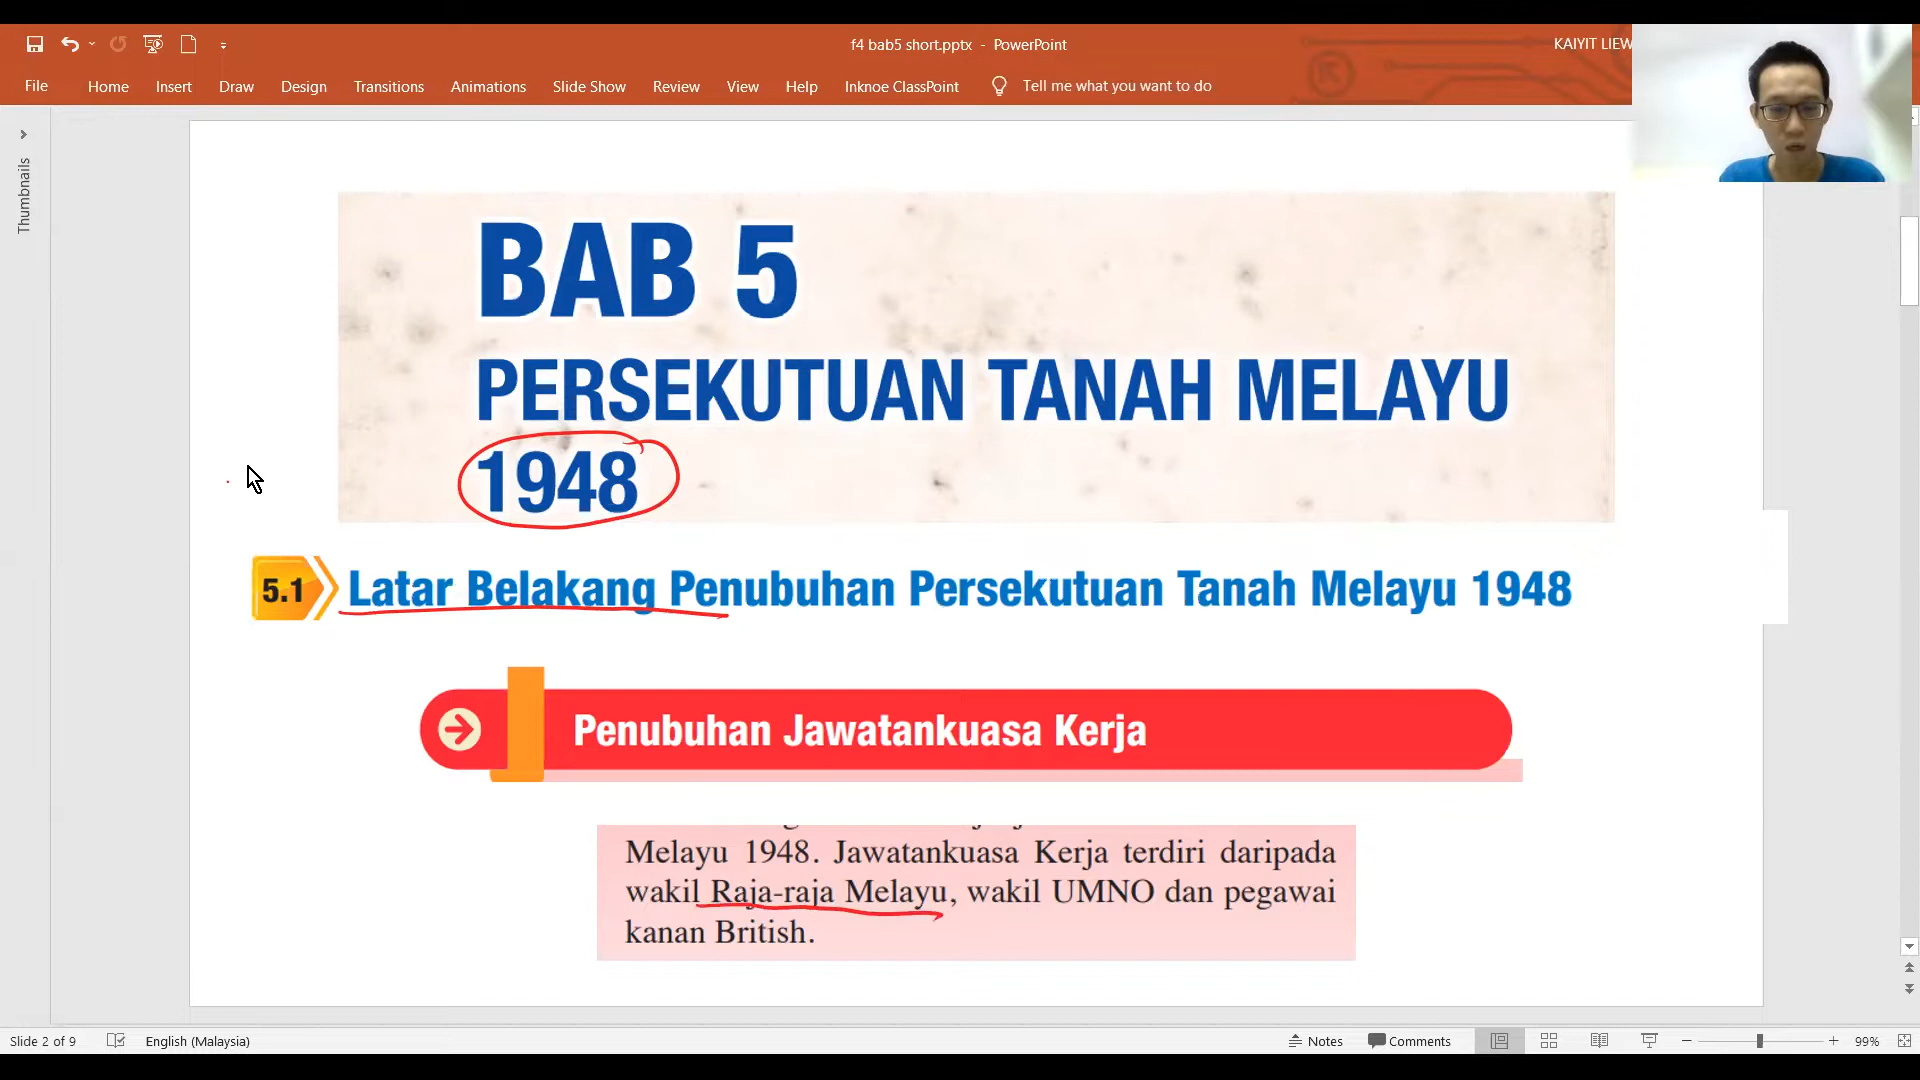 f4 bab5 short.pptx - PowerPoint
KAIYIT LIEW
File Home Insert Draw Design Transitions Animations Slide Show Review View Help Inknoe ClassPoint Tell me what you want to do
Thumbnails
BAB 5
PERSEKUTUAN TANAH MELAYU
1948
5.1 Latar Belakang Penubuhan Persekutuan Tanah Melayu 1948
Penubuhan Jawatankuasa Kerja
Melayu 1948. Jawatankuasa Kerja terdiri daripada
wakil Raja-raja Melayu, wakil UMNO dan pegawai
kanan British.
Slide 2 of 9 English (Malaysia) Notes Comments 99%